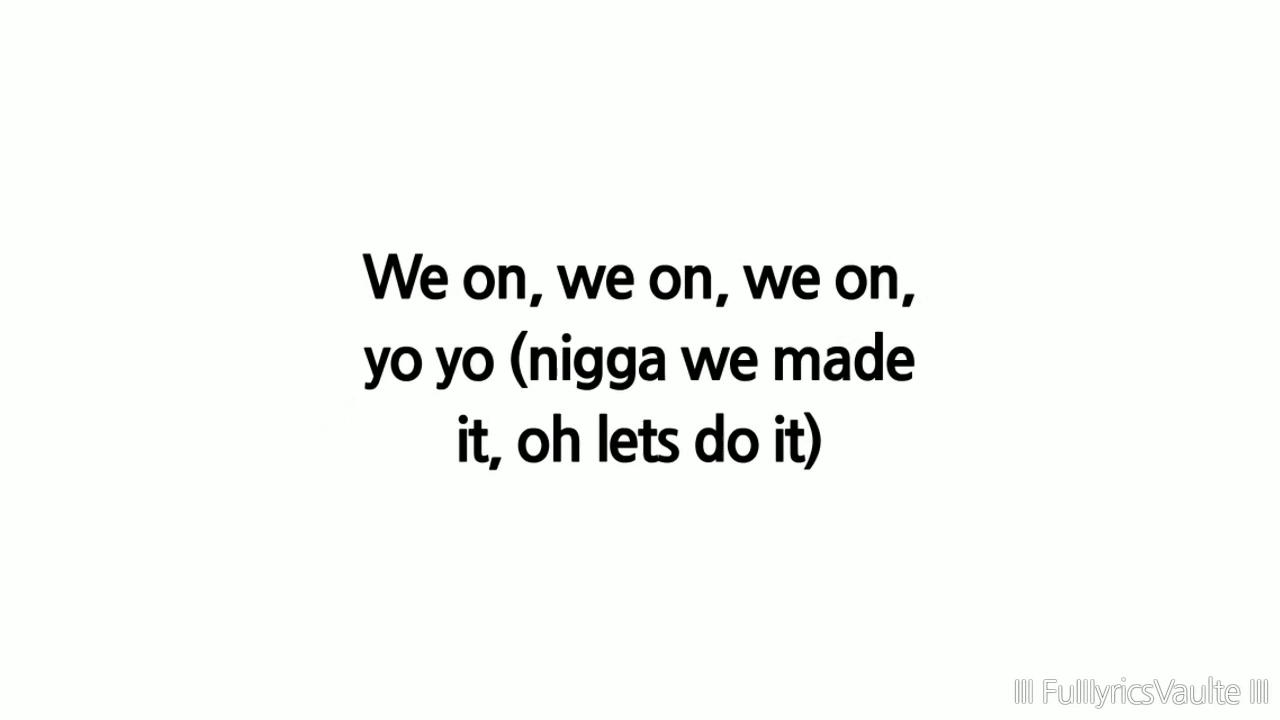 We on, we on, we on,
yo yo (nigga we made
it, oh lets do it)
III FulllyricsVaulte III